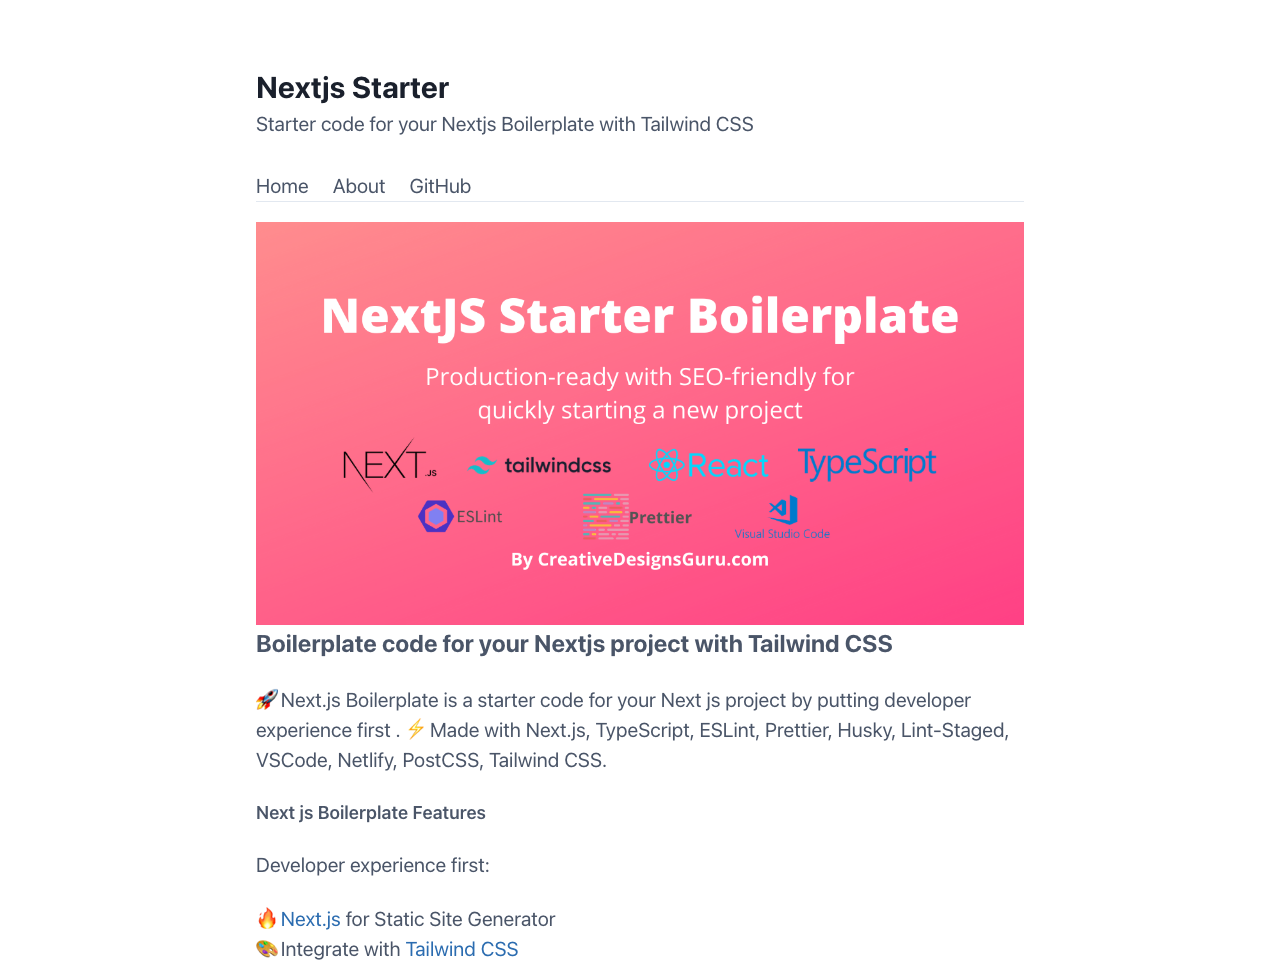 Nextjs Starter
Starter code for your Nextjs Boilerplate with Tailwind CSS
Home About GitHub
NextJS Starter Boilerplate
Production-ready with SEO-friendly for
quickly starting a new project
NEXT.JS tailwindcss React TypeScript
ESLint Prettier Visual Studio Code
By CreativeDesignsGuru.com
Boilerplate code for your Nextjs project with Tailwind CSS
🚀 Next.js Boilerplate is a starter code for your Next js project by putting developer
experience first . ⚡ Made with Next.js, TypeScript, ESLint, Prettier, Husky, Lint-Staged,
VSCode, Netlify, PostCSS, Tailwind CSS.
Next js Boilerplate Features
Developer experience first:
🔥 Next.js for Static Site Generator
🎨 Integrate with Tailwind CSS